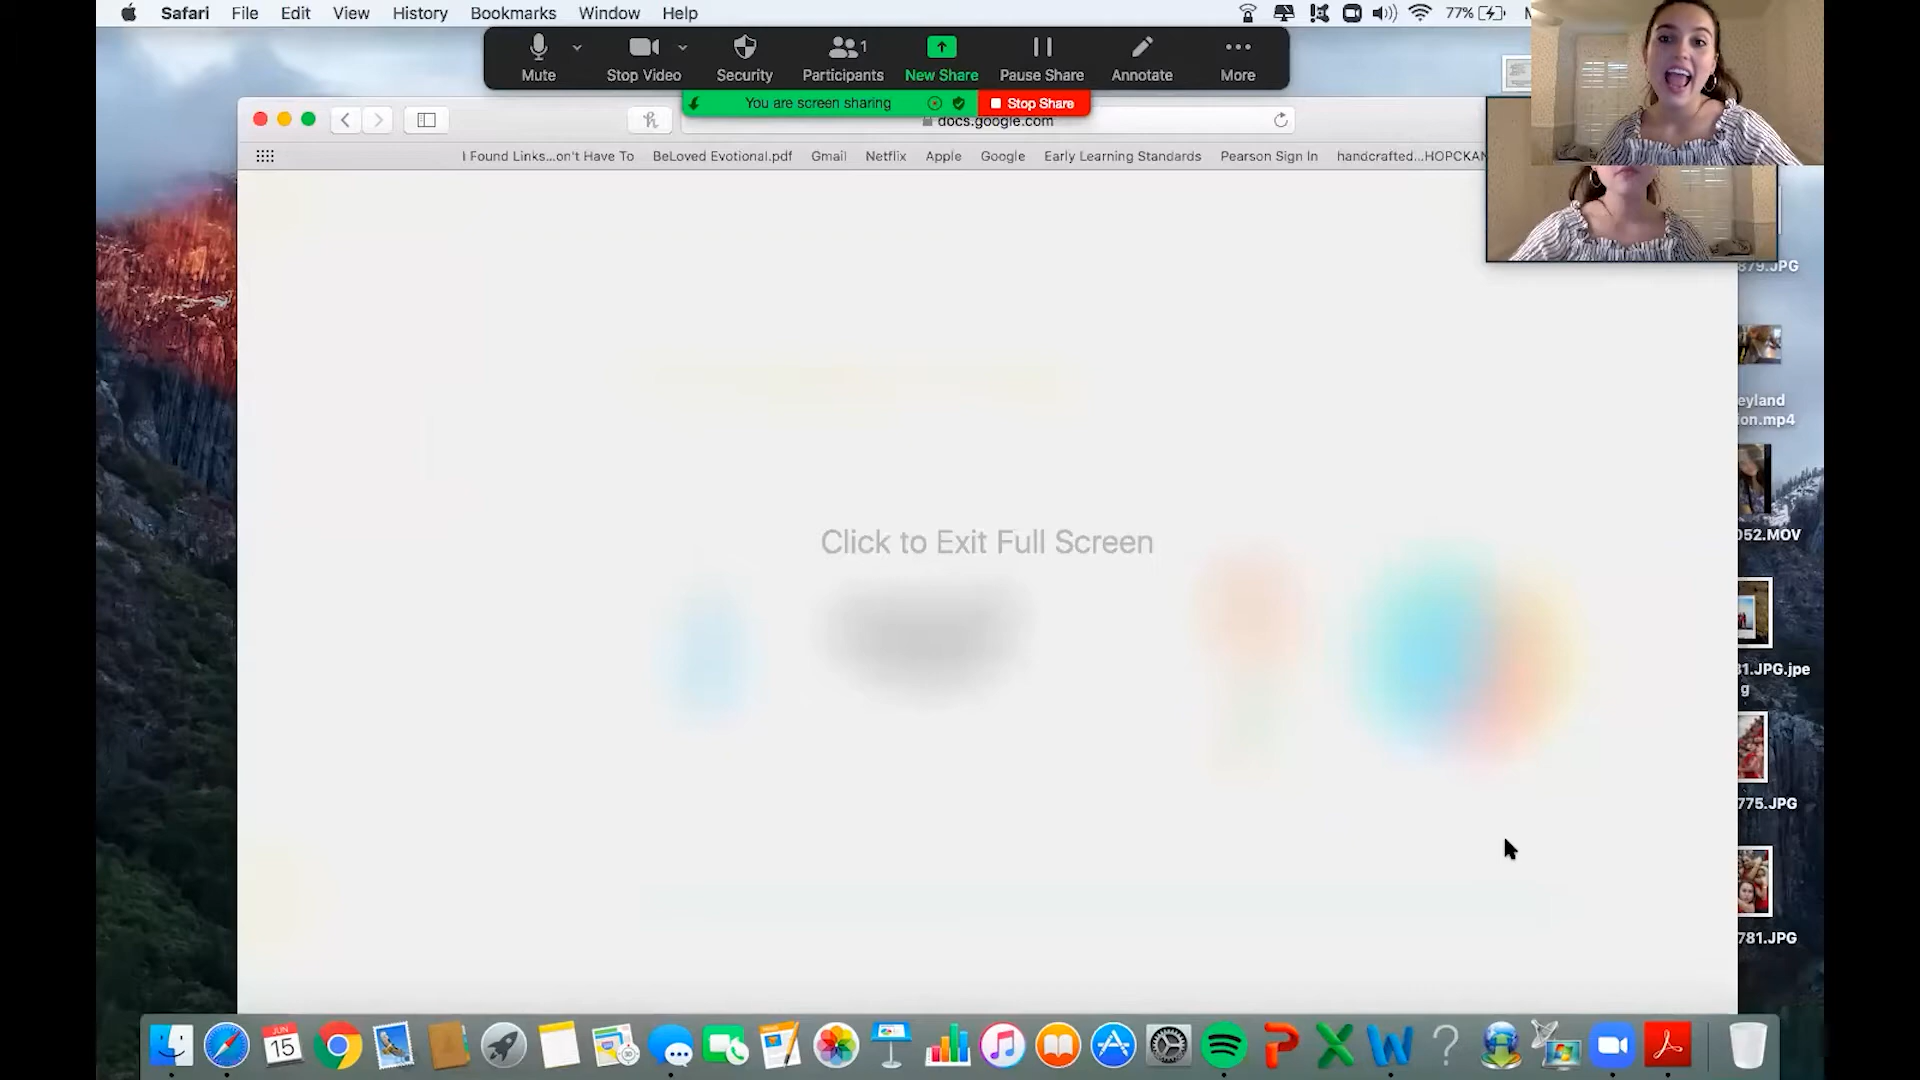 Safari File Edit View History Bookmarks Window Help 77%
1
Mute Stop Video Security Participants New Share Pause Share Annotate More
You are screen sharing Stop Share
docs.google.com
I Found Links...on't Have To BeLoved Evotional.pdf Gmail Netflix Apple Google Early Learning Standards Pearson Sign In handcrafted...HOPCKAN
879.JPG
eyland
ion.mp4
Click to Exit Full Screen
052.MOV
31.JPG.jpe
g
775.JPG
781.JPG
JUN
15